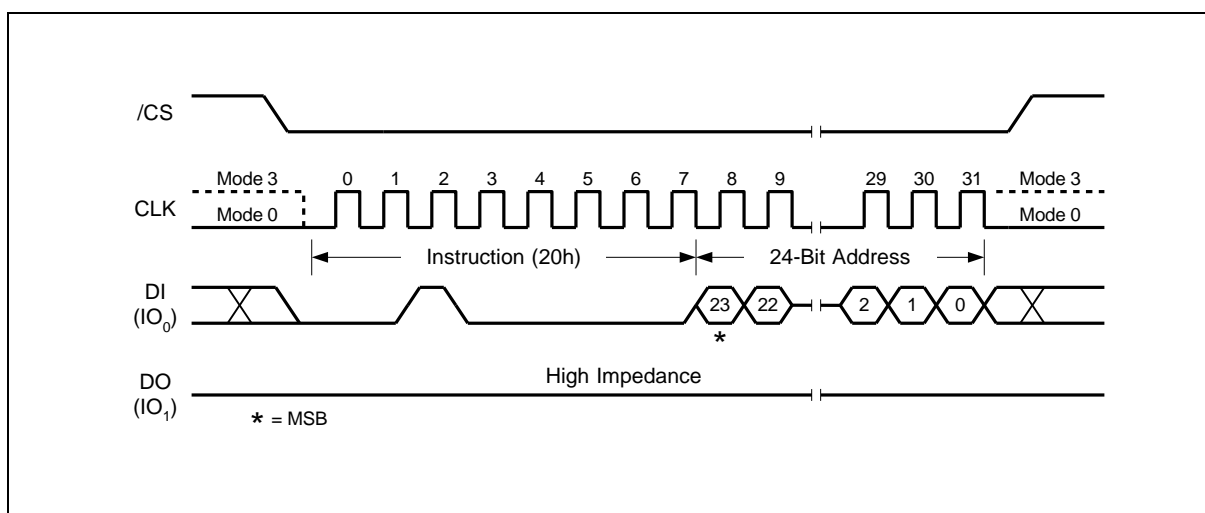 /CS
Mode 3 0 1 2 3 4 5 6 7 8 9 29 30 31 Mode 3
CLK
Mode 0 Mode 0
Instruction (20h) 24-Bit Address
DI
(IO0)
23 22 2 1 0
*
High Impedance
DO
(IO1)
* = MSB